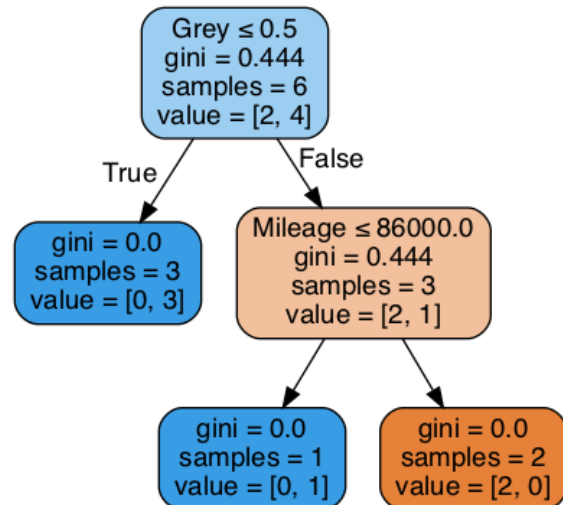 Grey ≤ 0.5
gini = 0.444
samples = 6
value = [2, 4]
True
False
gini = 0.0
samples = 3
value = [0, 3]
Mileage ≤ 86000.0
gini = 0.444
samples = 3
value = [2, 1]
gini = 0.0
samples = 1
value = [0, 1]
gini = 0.0
samples = 2
value = [2, 0]